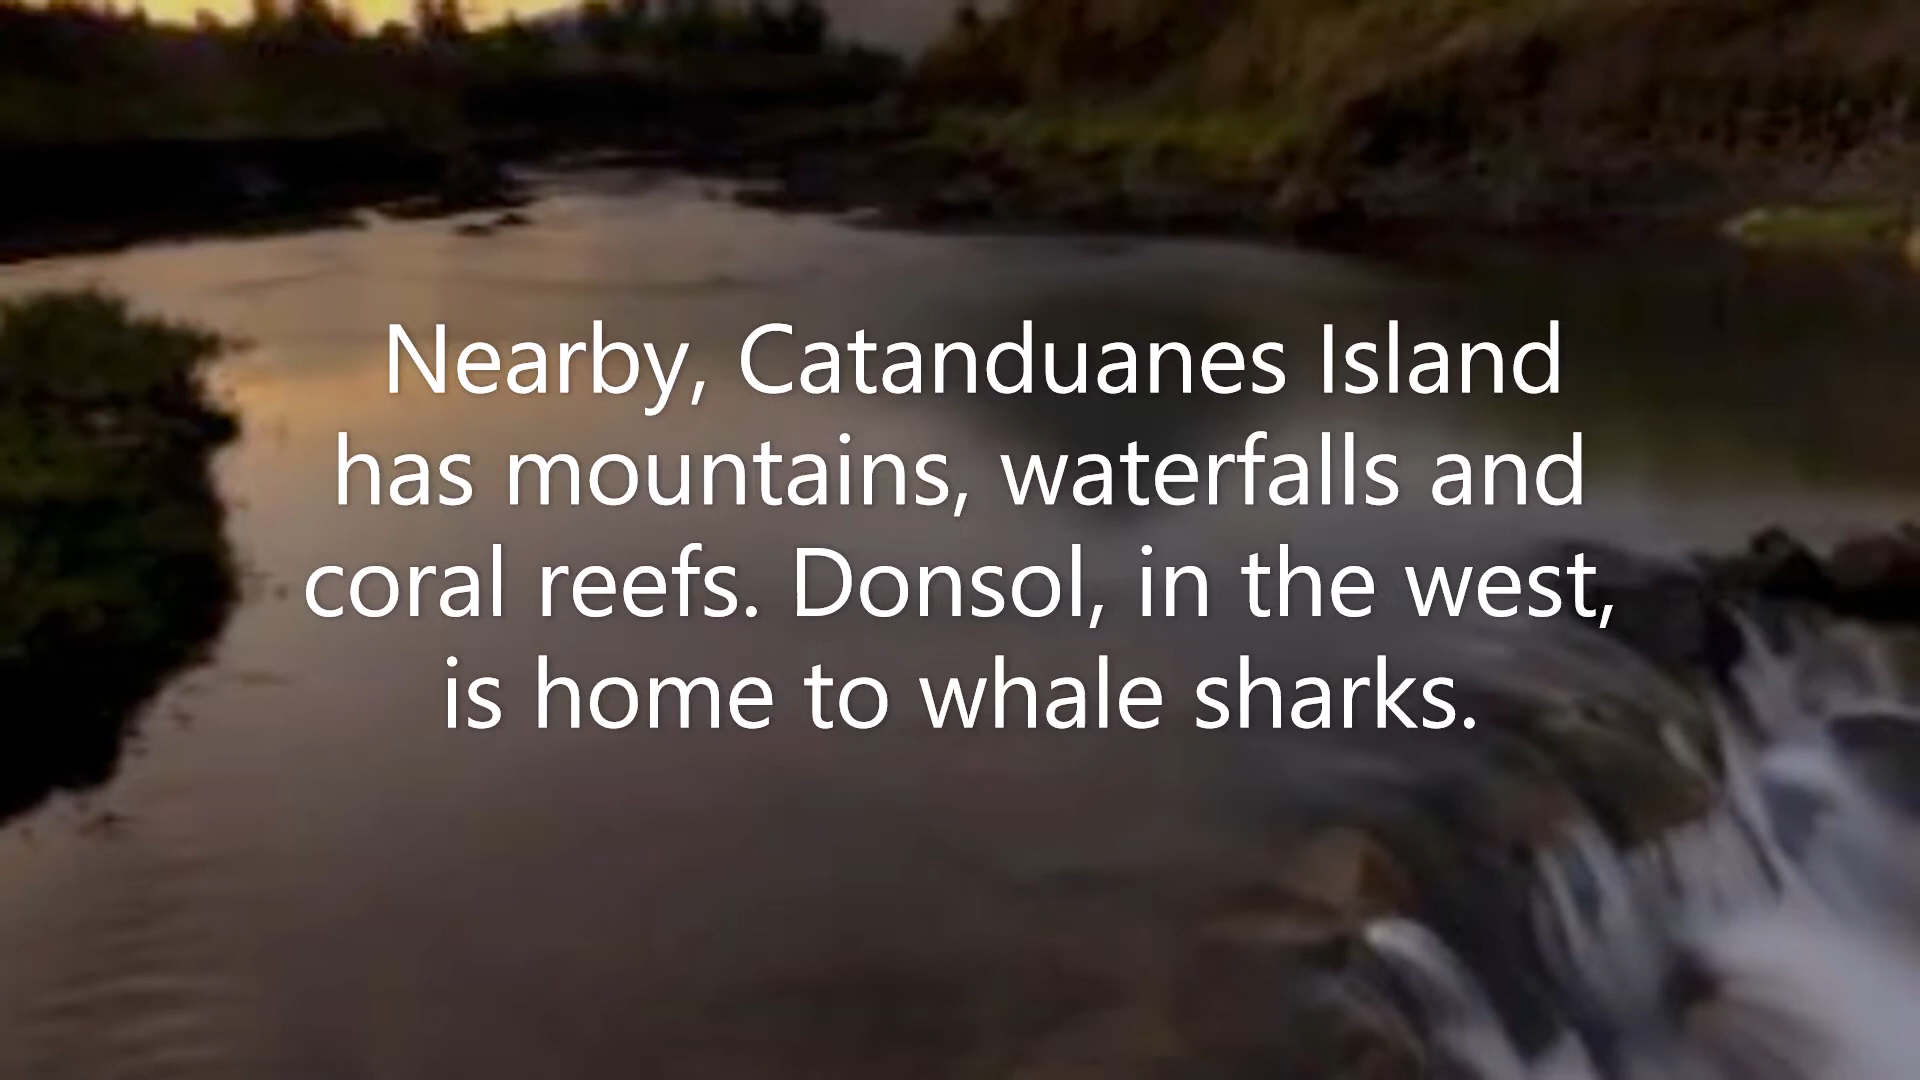 Nearby, Catanduanes Island
has mountains, waterfalls and
coral reefs. Donsol, in the west,
is home to whale sharks.